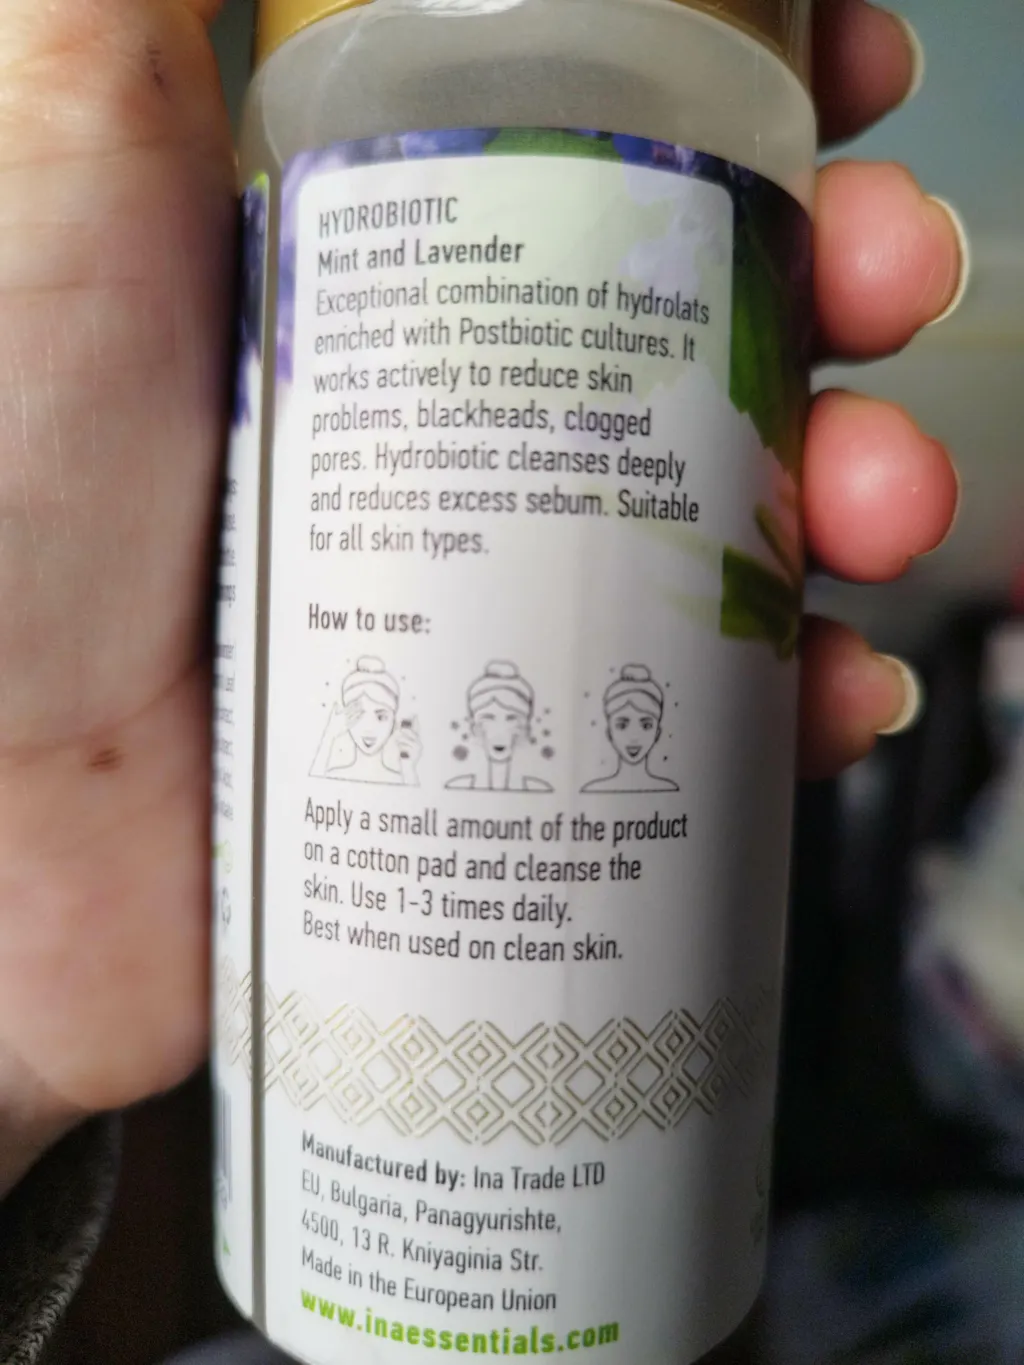 HYDROBIOTIC
Mint and Lavender
Exceptional combination of hydrolats
enriched with Postbiotic cultures. It
works actively to reduce skin
problems, blackheads, clogged
pores. Hydrobiotic cleanses deeply
and reduces excess sebum. Suitable
for all skin types.
How to use:
Apply a small amount of the product
on a cotton pad and cleanse the
skin. Use 1-3 times daily.
Best when used on clean skin.
Manufactured by: Ina Trade LTD
EU, Bulgaria, Panagyurishte,
4500, 13 R. Kniyaginia Str.
Made in the European Union
www.inaessentials.com